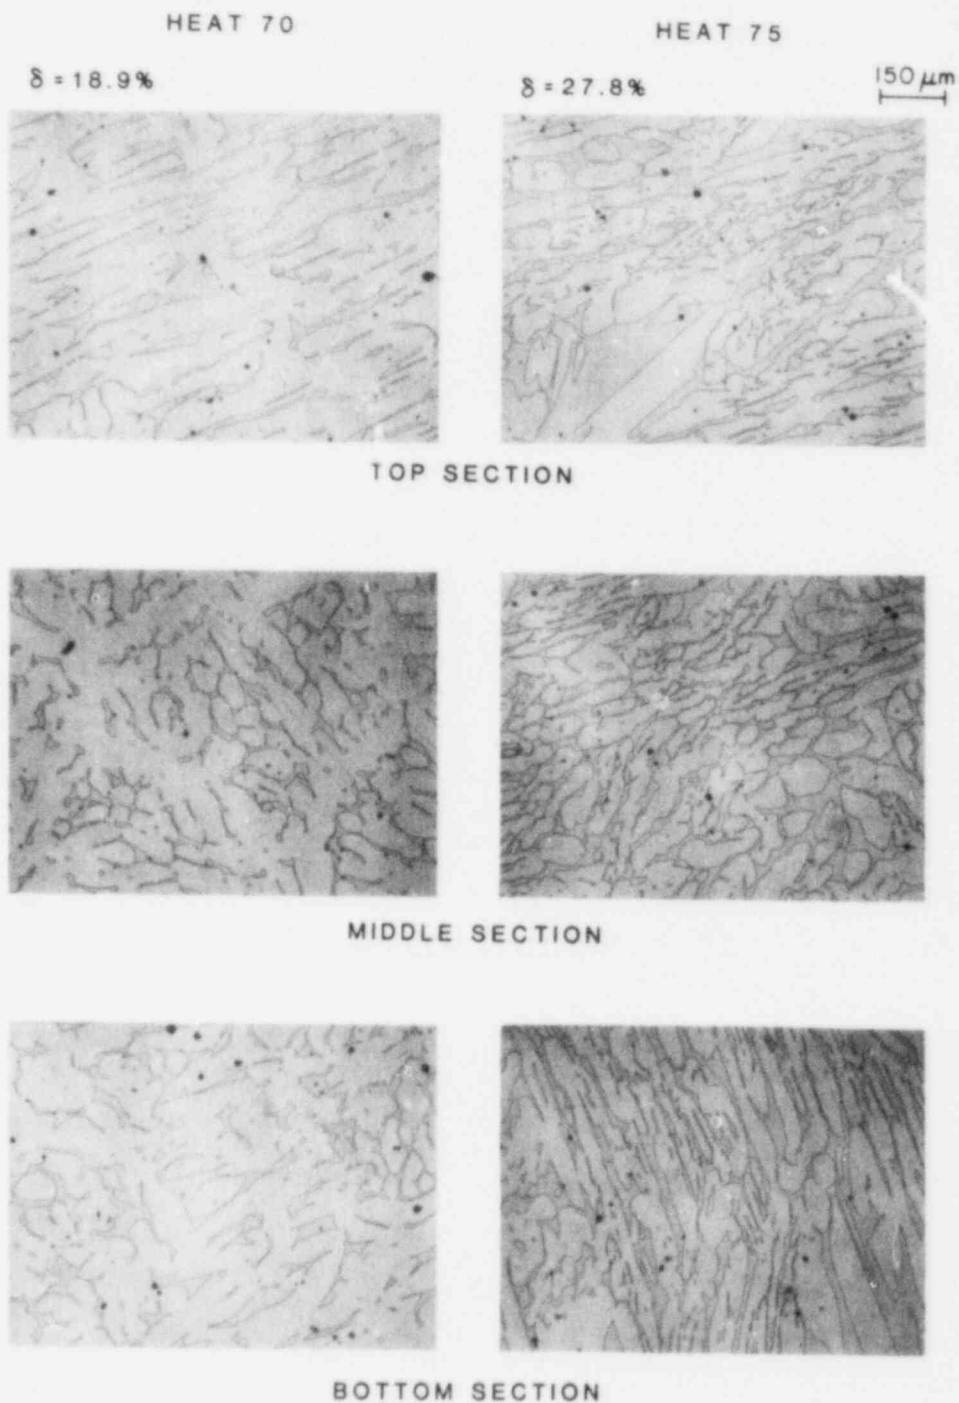 HEAT 70
HEAT 75
δ = 18.9%
δ = 27.8%
150 μm
TOP SECTION
MIDDLE SECTION
BOTTOM SECTION